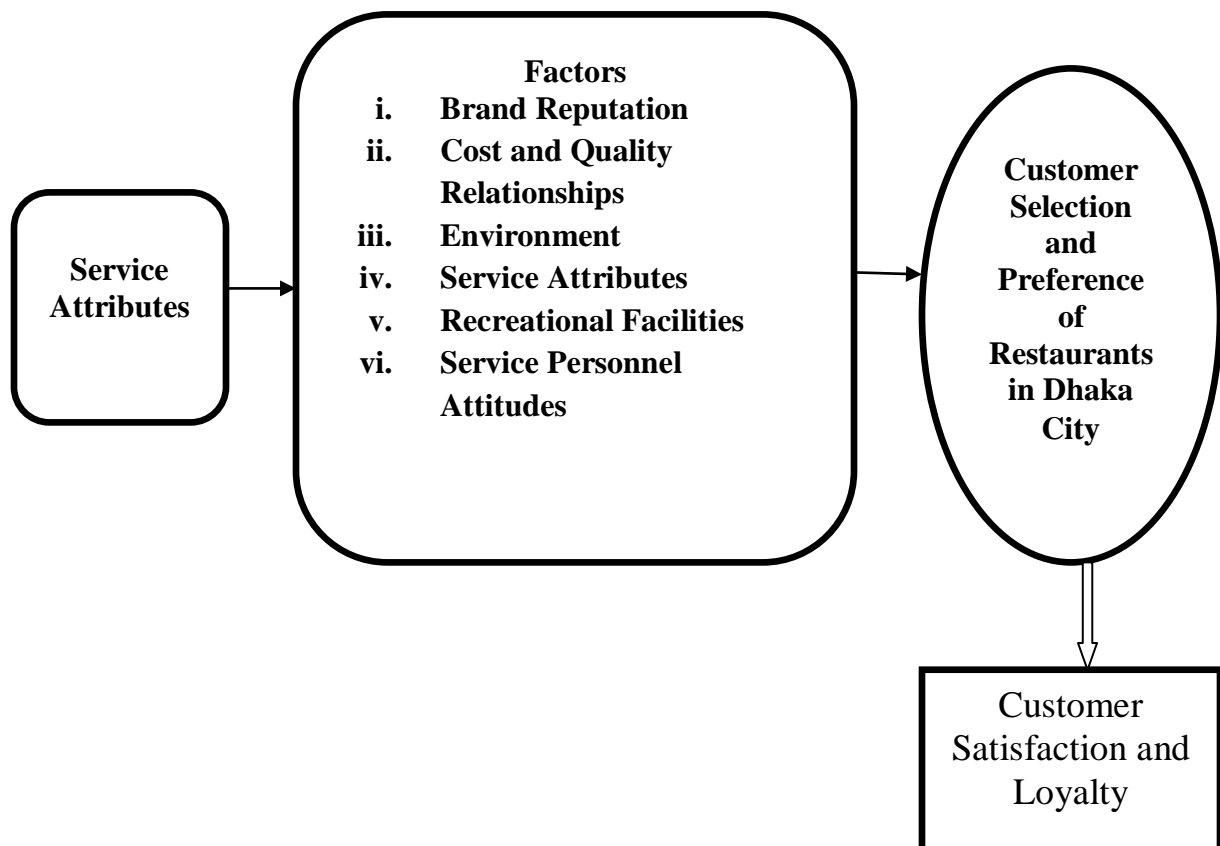 Service
Attributes
Factors
i. Brand Reputation
ii. Cost and Quality
Relationships
iii. Environment
iv. Service Attributes
v. Recreational Facilities
vi. Service Personnel
Attitudes
Customer
Selection
and
Preference
of
Restaurants
in Dhaka
City
Customer
Satisfaction and
Loyalty